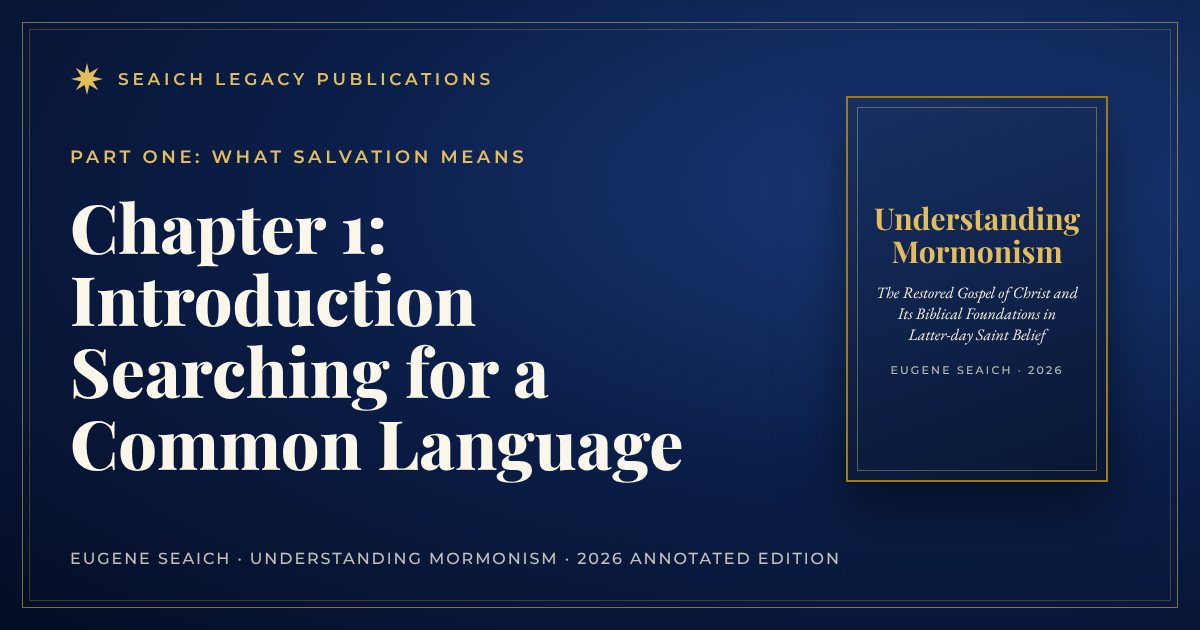 SEAICH LEGACY PUBLICATIONS
PART ONE: WHAT SALVATION MEANS
Chapter 1:
Introduction
Searching for a
Common Language
EUGENE SEAICH · UNDERSTANDING MORMONISM · 2026 ANNOTATED EDITION
Understanding
Mormonism
The Restored Gospel of Christ and
Its Biblical Foundations in
Latter-day Saint Belief
EUGENE SEAICH · 2026